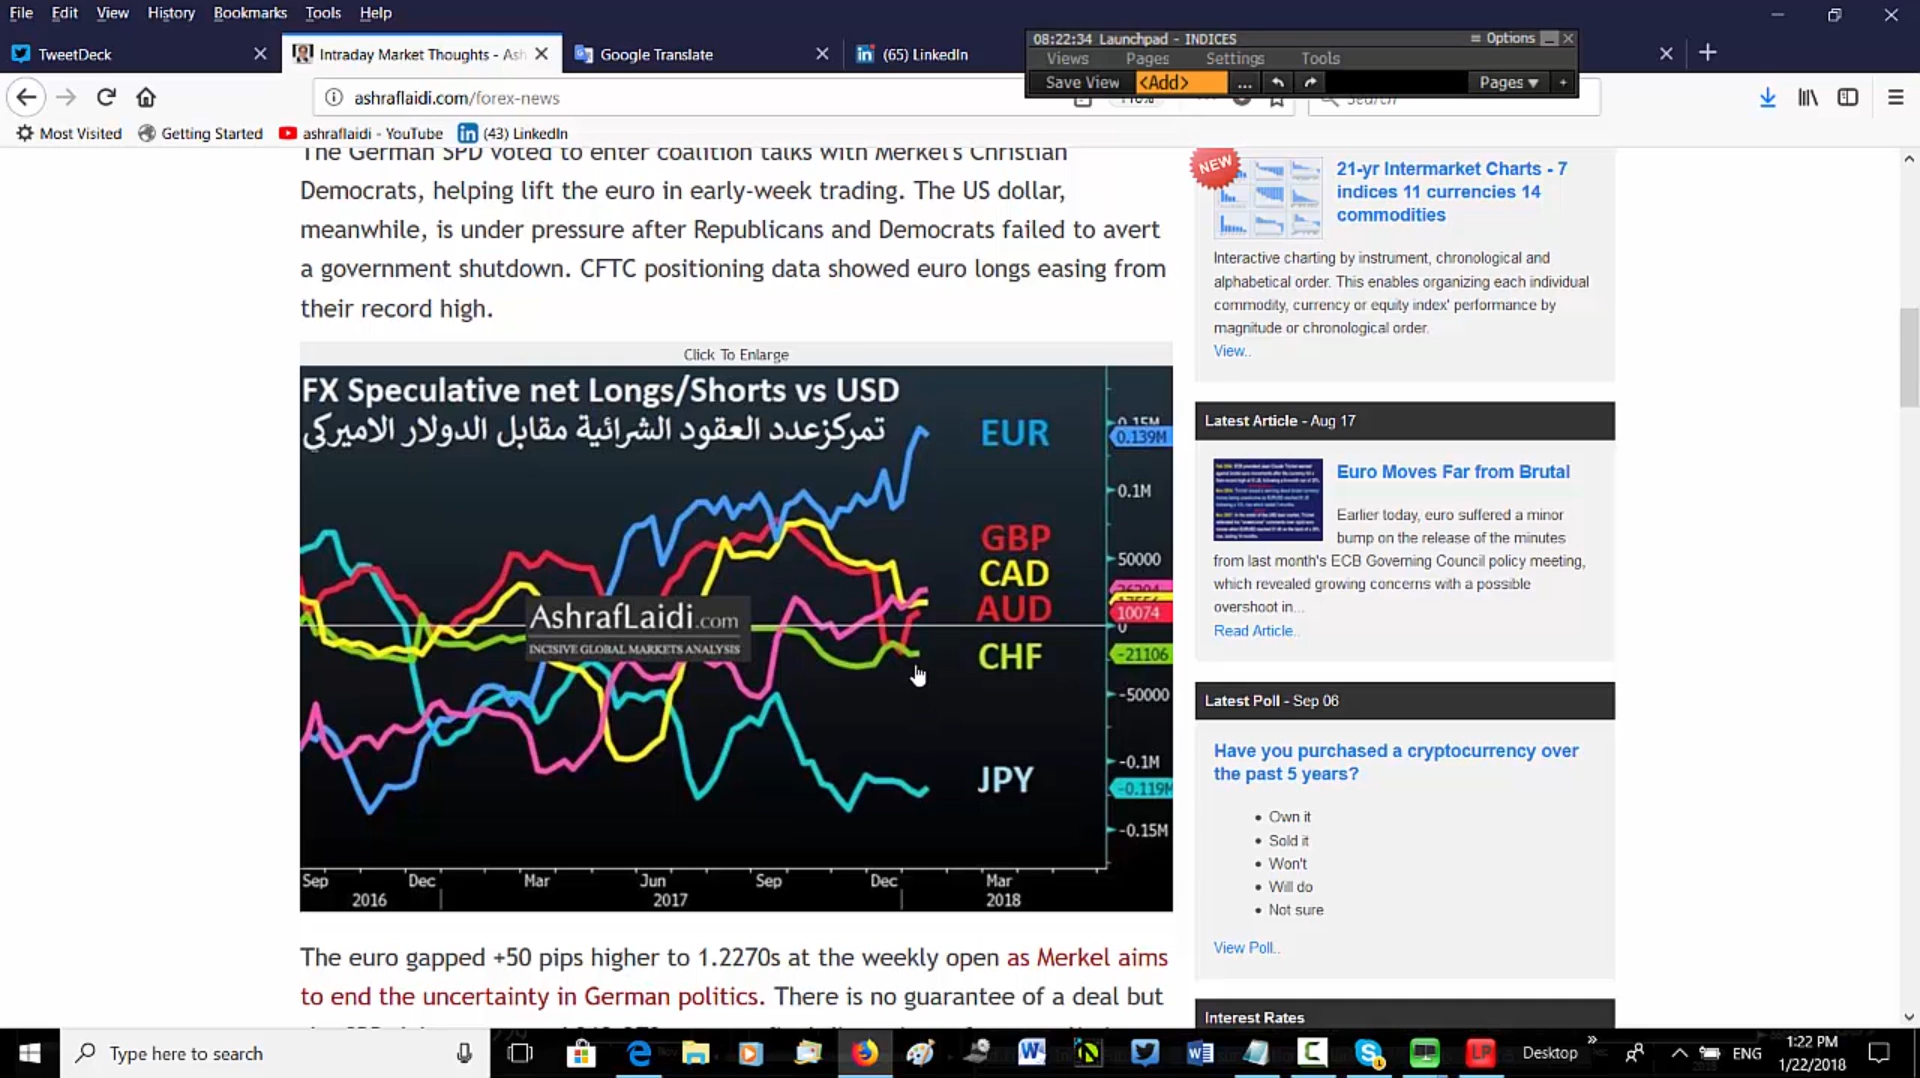 File Edit View History Bookmarks Tools Help
TweetDeck
Intraday Market Thoughts - Ash
Google Translate
(65) LinkedIn
08:22:34 Launchpad - INDICES
Options
Views Pages Settings Tools
Save View <Add> ... Pages
ashraflaidi.com/forex-news
Search
Most Visited Getting Started ashraflaidi - YouTube (43) LinkedIn
The German SPD voted to enter coalition talks with Merkel's Christian
Democrats, helping lift the euro in early-week trading. The US dollar,
meanwhile, is under pressure after Republicans and Democrats failed to avert
a government shutdown. CFTC positioning data showed euro longs easing from
their record high.
Click To Enlarge
FX Speculative net Longs/Shorts vs USD
تمركزعدد العقود الشرائية مقابل الدولار الاميركي
EUR
GBP
CAD
AUD
CHF
JPY
0.15M
0.139M
0.1M
50000
10074
0
-21106
-50000
-0.1M
-0.119M
-0.15M
AshrafLaidi.com
INCISIVE GLOBAL MARKETS ANALYSIS
Sep Dec Mar Jun Sep Dec Mar
2016 2017 2018
The euro gapped +50 pips higher to 1.2270s at the weekly open as Merkel aims
to end the uncertainty in German politics. There is no guarantee of a deal but
NEW
21-yr Intermarket Charts - 7
indices 11 currencies 14
commodities
Interactive charting by instrument, chronological and
alphabetical order. This enables organizing each individual
commodity, currency or equity index' performance by
magnitude or chronological order.
View..
Latest Article - Aug 17
Euro Moves Far from Brutal
Earlier today, euro suffered a minor
bump on the release of the minutes
from last month's ECB Governing Council policy meeting,
which revealed growing concerns with a possible
overshoot in...
Read Article..
Latest Poll - Sep 06
Have you purchased a cryptocurrency over
the past 5 years?
Own it
Sold it
Won't
Will do
Not sure
View Poll..
Interest Rates
Type here to search
Desktop
ENG
1:22 PM
1/22/2018